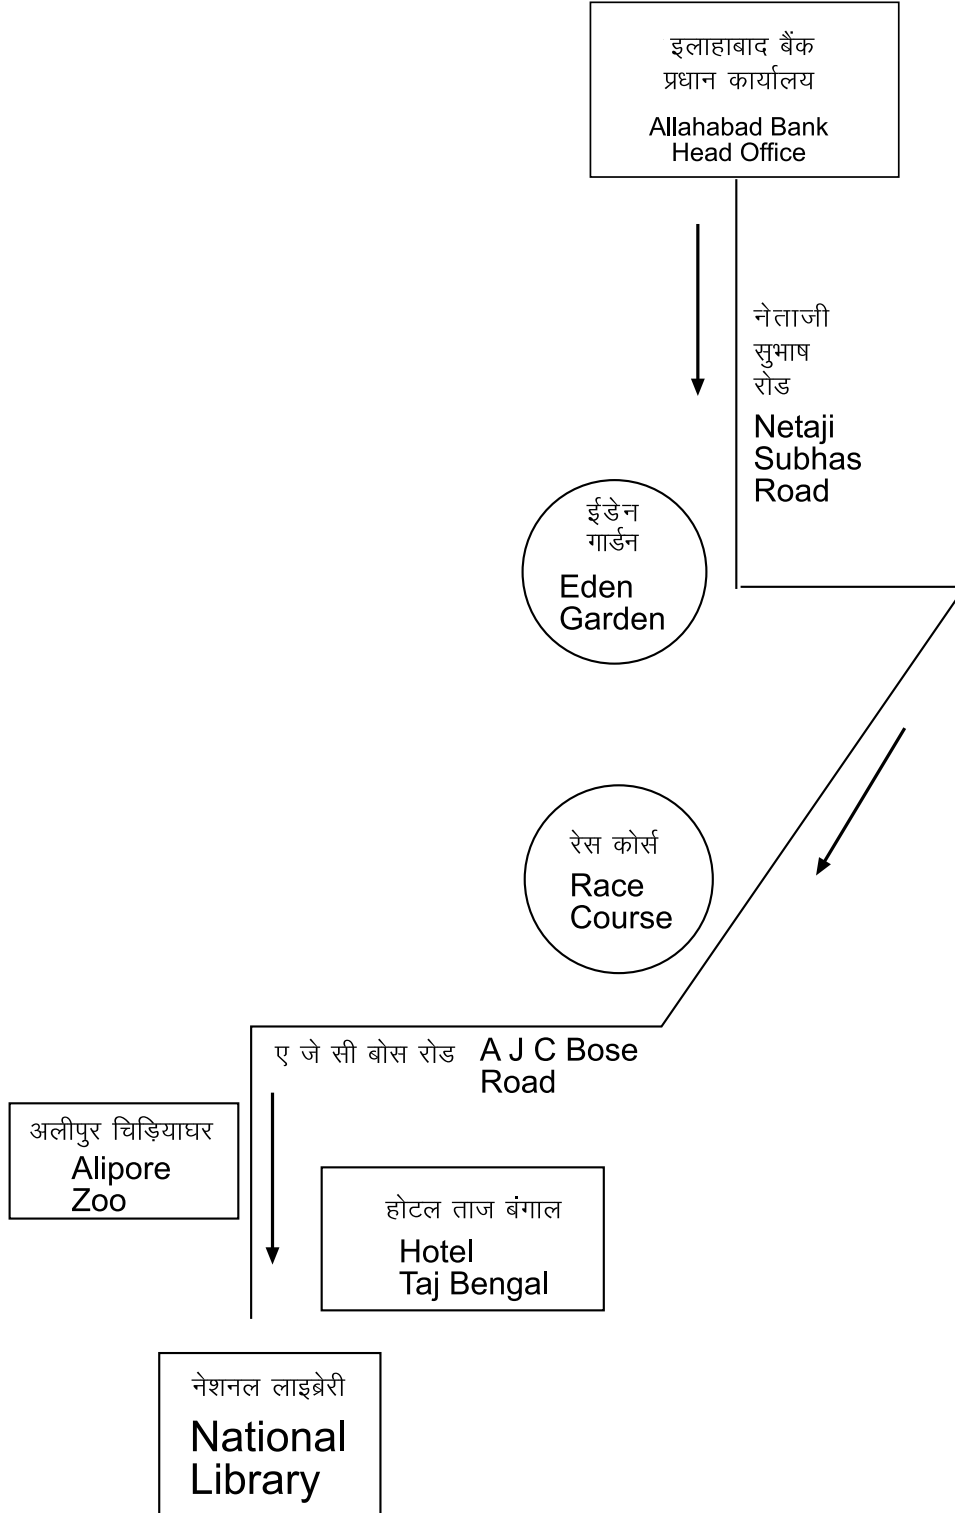 इलाहाबाद बैंक
प्रधान कार्यालय
Allahabad Bank
Head Office
नेताजी
सुभाष
रोड
Netaji
Subhas
Road
ईडेन
गार्डन
Eden
Garden
रेस कोर्स
Race
Course
ए जे सी बोस रोड A J C Bose
Road
अलीपुर चिड़ियाघर
Alipore
Zoo
होटल ताज बंगाल
Hotel
Taj Bengal
नेशनल लाइब्रेरी
National
Library